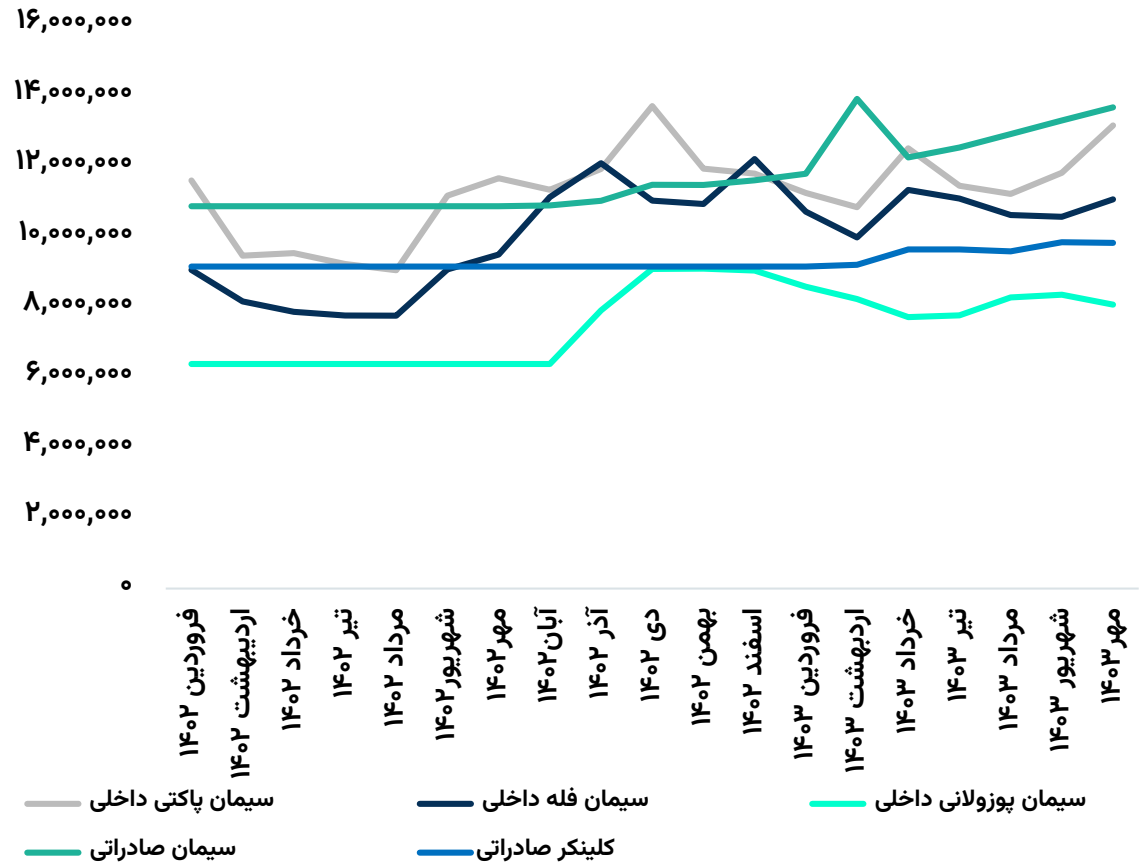 ۱۶,۰۰۰,۰۰۰
۱۴,۰۰۰,۰۰۰
۱۲,۰۰۰,۰۰۰
۱۰,۰۰۰,۰۰۰
۸,۰۰۰,۰۰۰
۶,۰۰۰,۰۰۰
۴,۰۰۰,۰۰۰
۲,۰۰۰,۰۰۰
۰
فروردین ۱۴۰۲
اردیبهشت ۱۴۰۲
خرداد ۱۴۰۲
تیر ۱۴۰۲
مرداد ۱۴۰۲
شهریور۱۴۰۲
مهر۱۴۰۲
آبان۱۴۰۲
آذر ۱۴۰۲
دی ۱۴۰۲
بهمن ۱۴۰۲
اسفند ۱۴۰۲
فروردین ۱۴۰۳
اردبهشت ۱۴۰۳
خرداد ۱۴۰۳
تیر ۱۴۰۳
مرداد ۱۴۰۳
شهریور ۱۴۰۳
مهر۱۴۰۳
سیمان پاکتی داخلی
سیمان فله داخلی
سیمان پوزولانی داخلی
سیمان صادراتی
کلینکر صادراتی